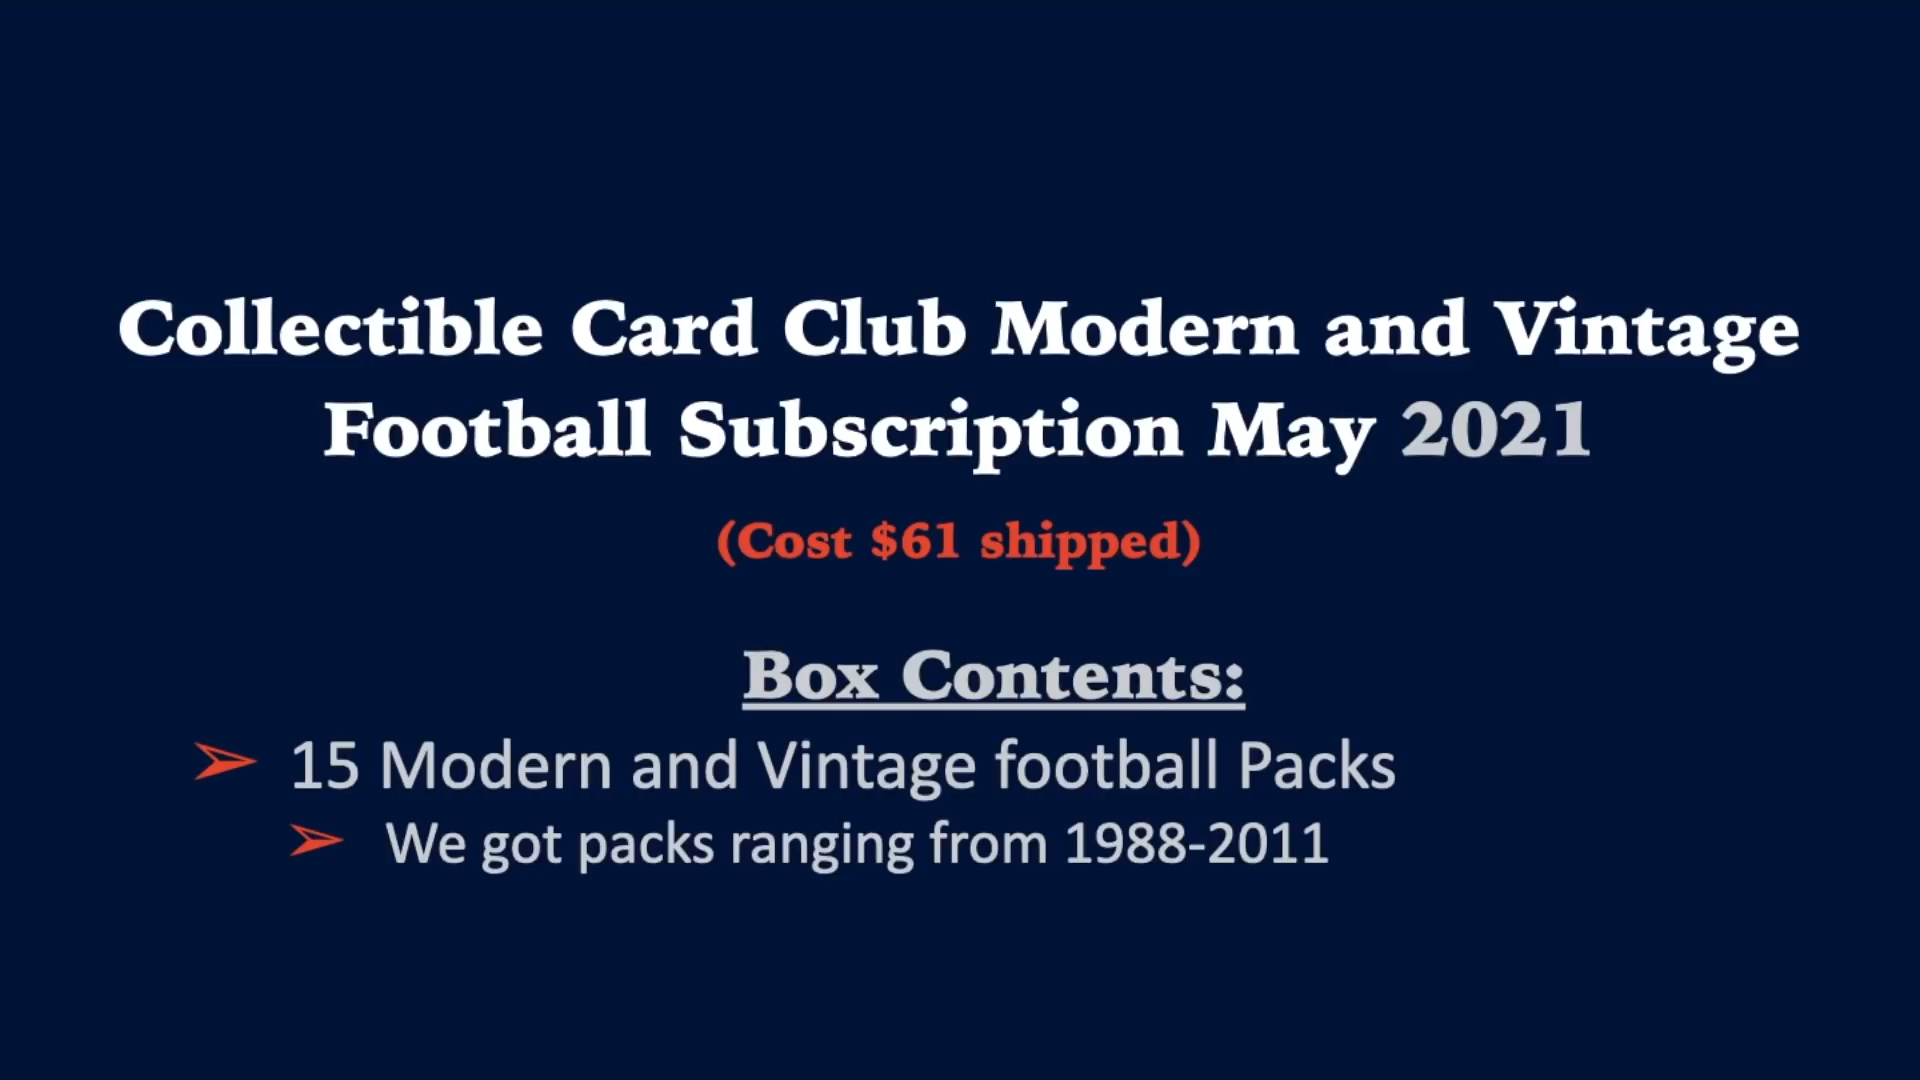 Collectible Card Club Modern and Vintage
Football Subscription May 2021
(Cost $61 shipped)
Box Contents:
➢ 15 Modern and Vintage football Packs
➢ We got packs ranging from 1988-2011